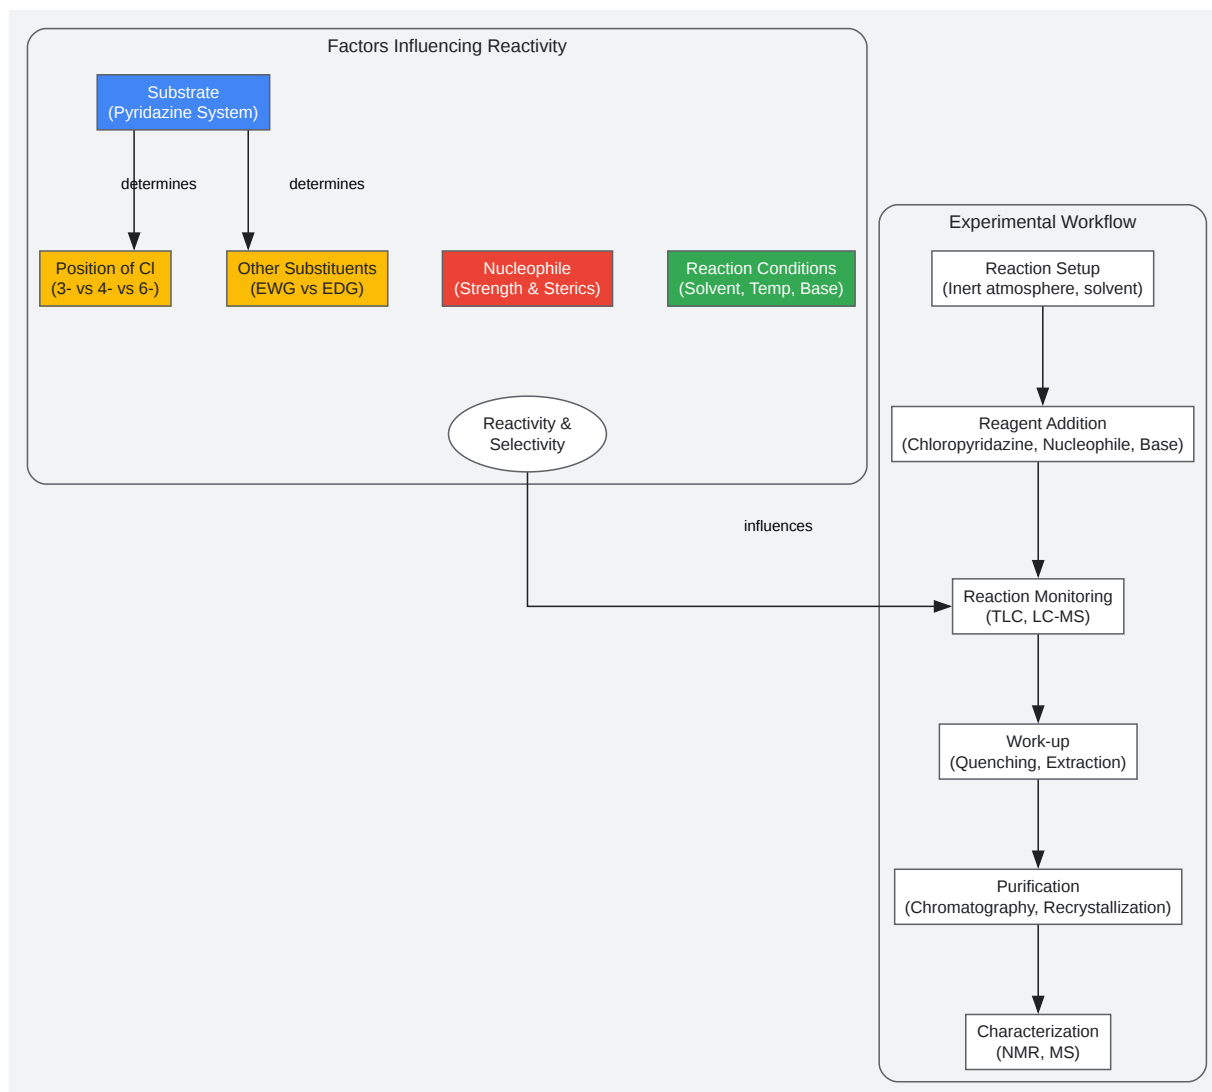 Factors Influencing Reactivity
Substrate
(Pyridazine System)
determines
determines
Position of Cl
(3- vs 4- vs 6-)
Other Substituents
(EWG vs EDG)
Nucleophile
(Strength & Sterics)
Reaction Conditions
(Solvent, Temp, Base)
Reactivity &
Selectivity
influences
Experimental Workflow
Reaction Setup
(Inert atmosphere, solvent)
Reagent Addition
(Chloropyridazine, Nucleophile, Base)
Reaction Monitoring
(TLC, LC-MS)
Work-up
(Quenching, Extraction)
Purification
(Chromatography, Recrystallization)
Characterization
(NMR, MS)